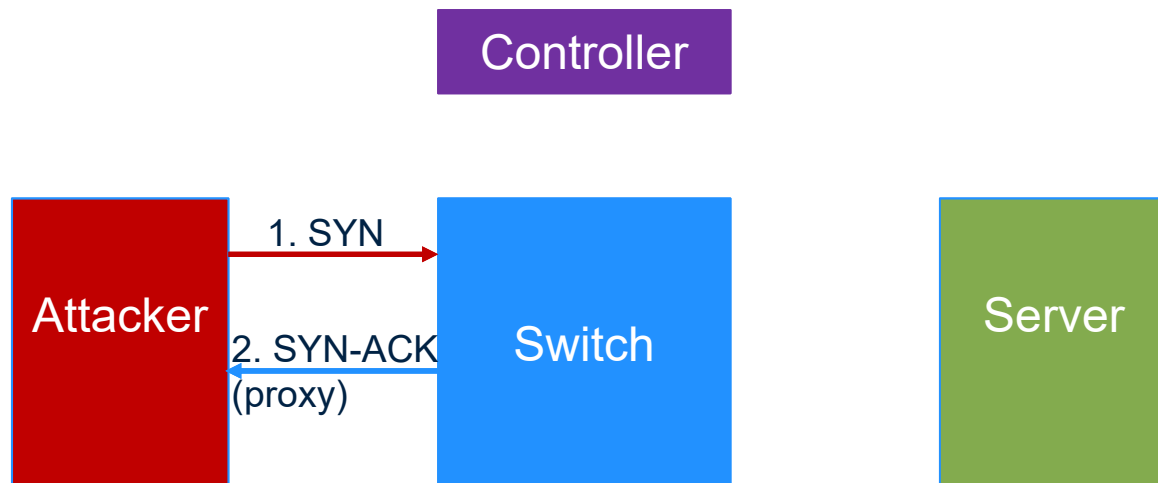 Controller
1. SYN
Attacker
2. SYN-ACK
(proxy)
Switch
Server